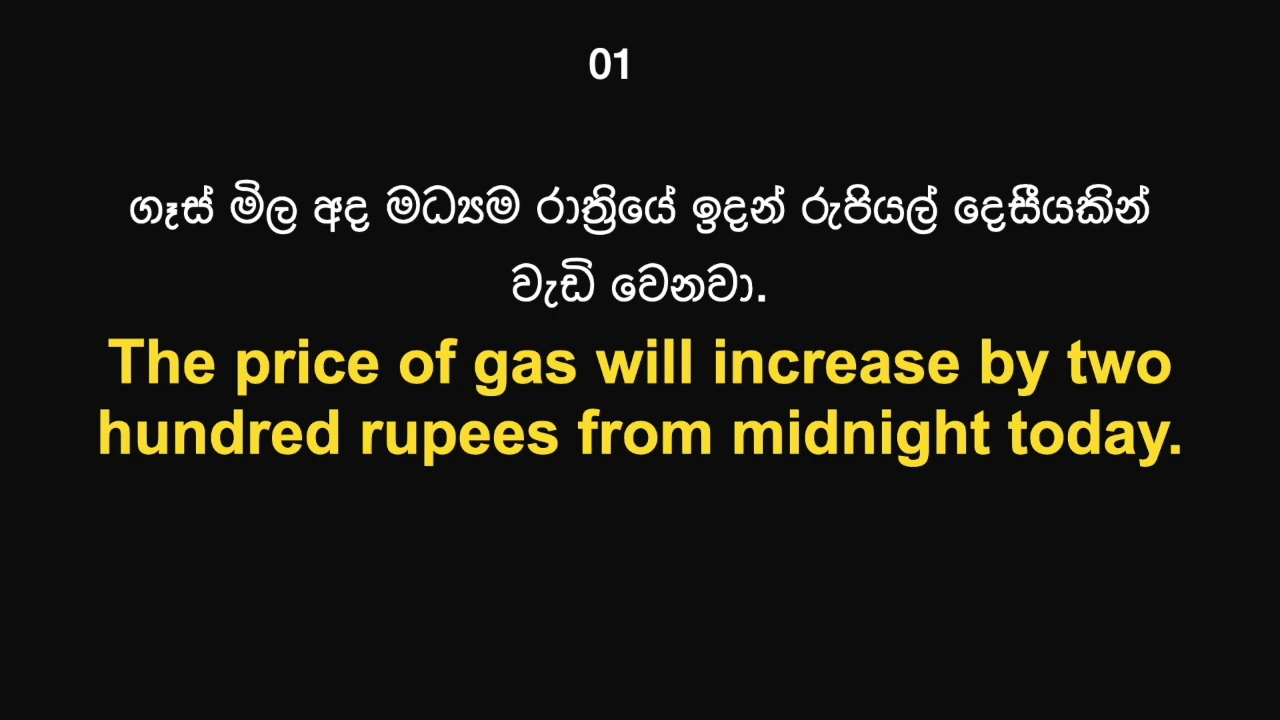 01
ගෑස් මිල අද මධ්‍යම රාත්‍රියේ ඉදන් රුපියල් දෙසීයකින්
වැඩි වෙනවා.
The price of gas will increase by two
hundred rupees from midnight today.